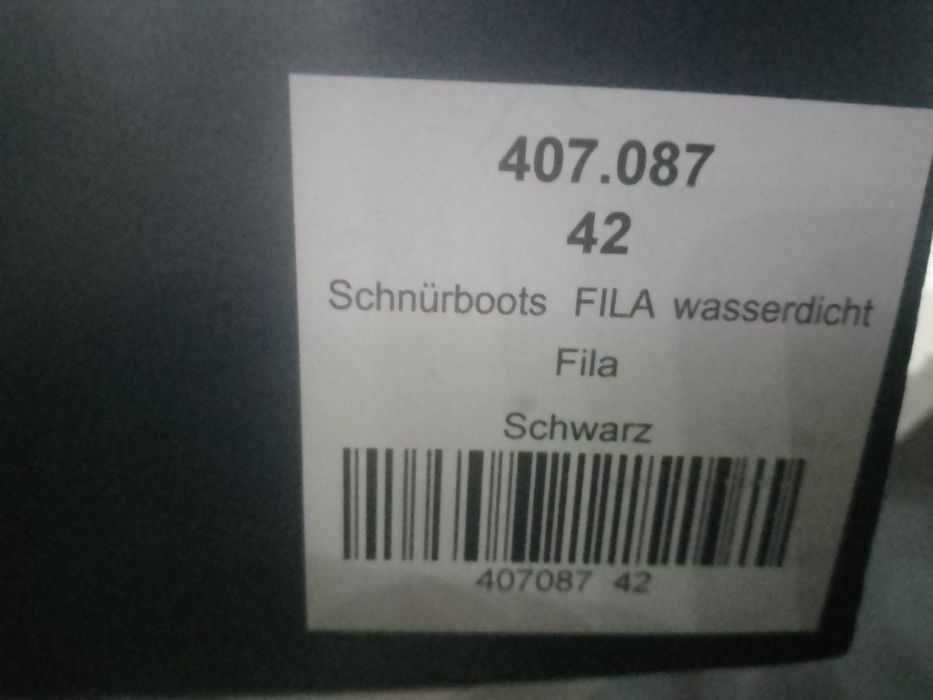 407.087
42
Schnürboots FILA wasserdicht
Fila
Schwarz
407087 42